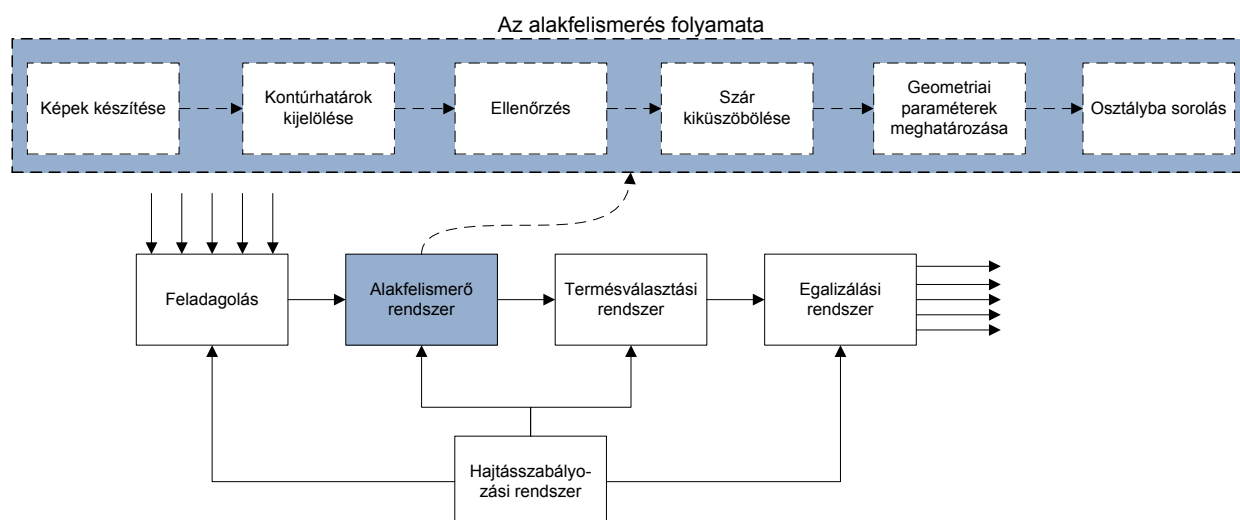 Az alakfelismerés folyamata
Képek készítése
Kontúrhatárok
kijelölése
Ellenőrzés
Szár
kiküszöbölése
Geometriai
paraméterek
meghatározása
Osztályba sorolás
Feladagolás
Alakfelismerő
rendszer
Termésválasztási
rendszer
Egalizálási
rendszer
Hajtásszabályo-
zási rendszer